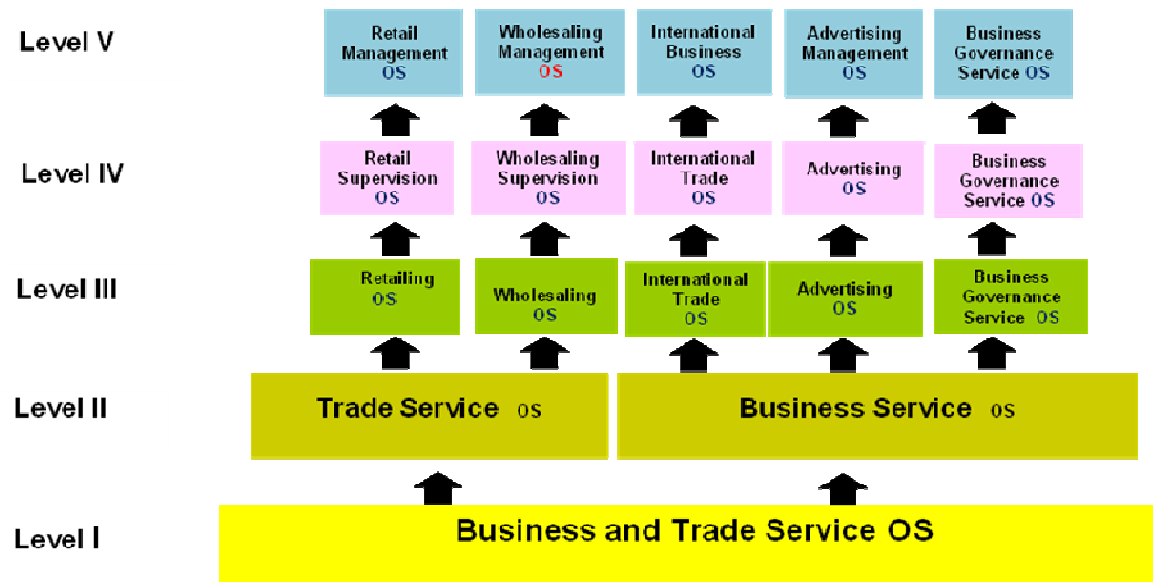 Level V
Retail
Management
OS
Wholesaling
Management
OS
International
Business
OS
Advertising
Management
OS
Business
Governance
Service OS
Level IV
Retail
Supervision
OS
Wholesaling
Supervision
OS
International
Trade
OS
Advertising
OS
Business
Governance
Service OS
Level III
Retailing
OS
Wholesaling
OS
International
Trade
OS
Advertising
OS
Business
Governance
Service OS
Level II
Trade Service OS
Business Service OS
Level I
Business and Trade Service OS